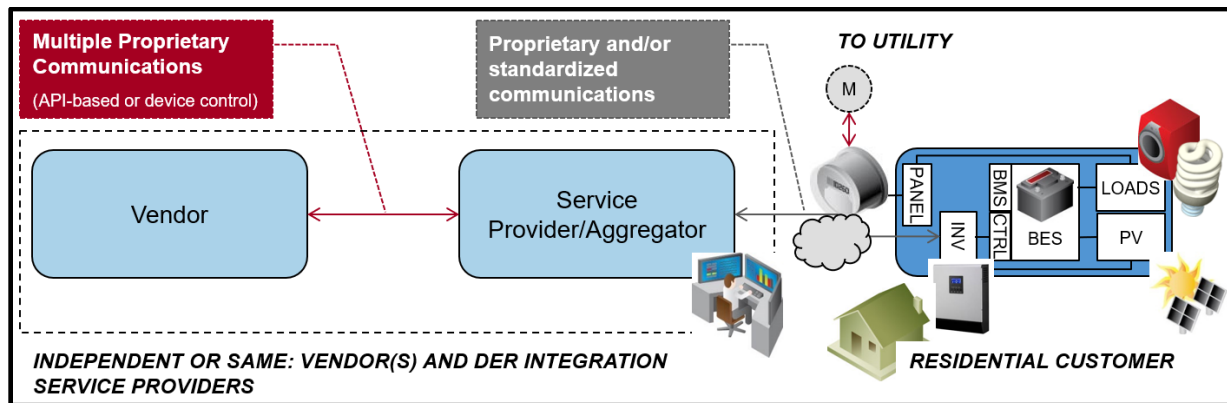 Multiple Proprietary
Communications
(API-based or device control)
Proprietary and/or
standardized
communications
TO UTILITY
M
Vendor
Service
Provider/Aggregator
PANEL
INV
BMS
CTRL
BES
LOADS
PV
INDEPENDENT OR SAME: VENDOR(S) AND DER INTEGRATION
SERVICE PROVIDERS
RESIDENTIAL CUSTOMER